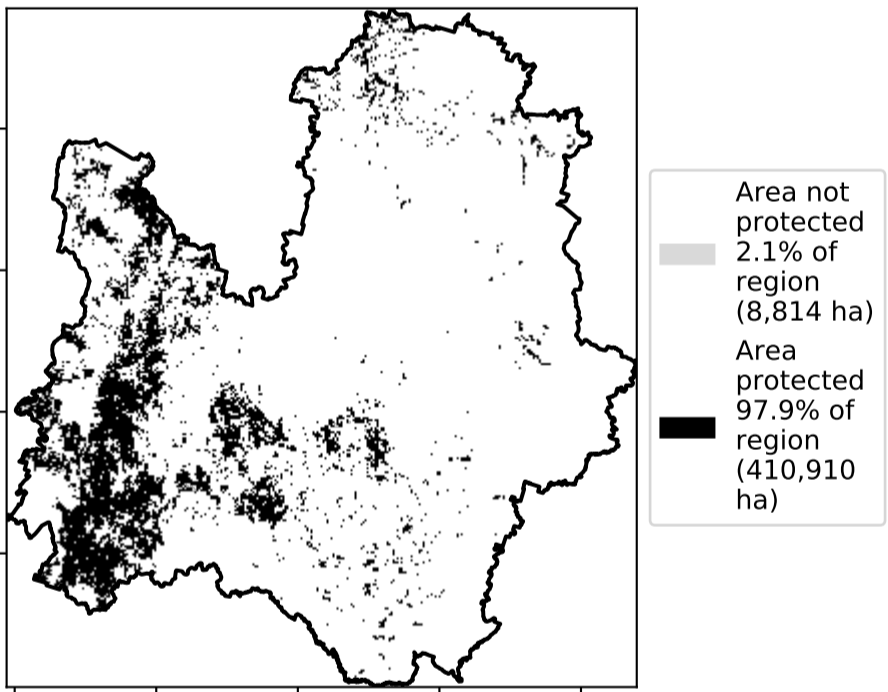 Area not
protected
2.1% of
region
(8,814 ha)
Area
protected
97.9% of
region
(410,910
ha)